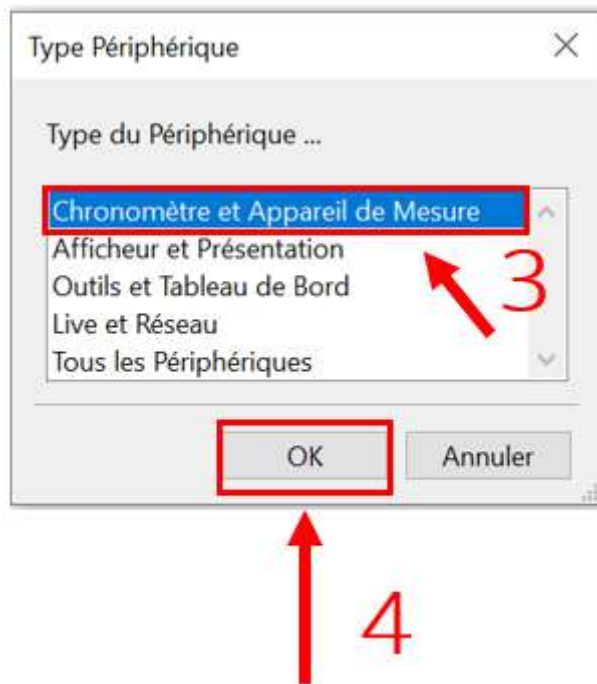 Type Périphérique
Type du Périphérique ...
Chronomètre et Appareil de Mesure
Afficheur et Présentation
3
Outils et Tableau de Bord
Live et Réseau
Tous les Périphériques
OK
Annuler
4